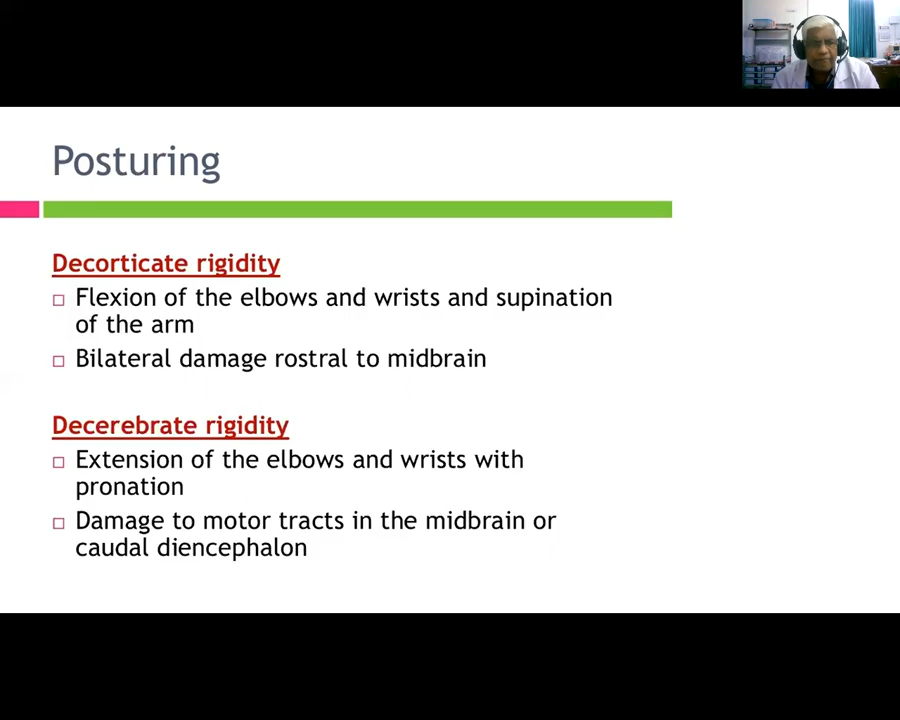 Posturing
Decorticate rigidity
Flexion of the elbows and wrists and supination
of the arm
Bilateral damage rostral to midbrain
Decerebrate rigidity
Extension of the elbows and wrists with
pronation
Damage to motor tracts in the midbrain or
caudal diencephalon